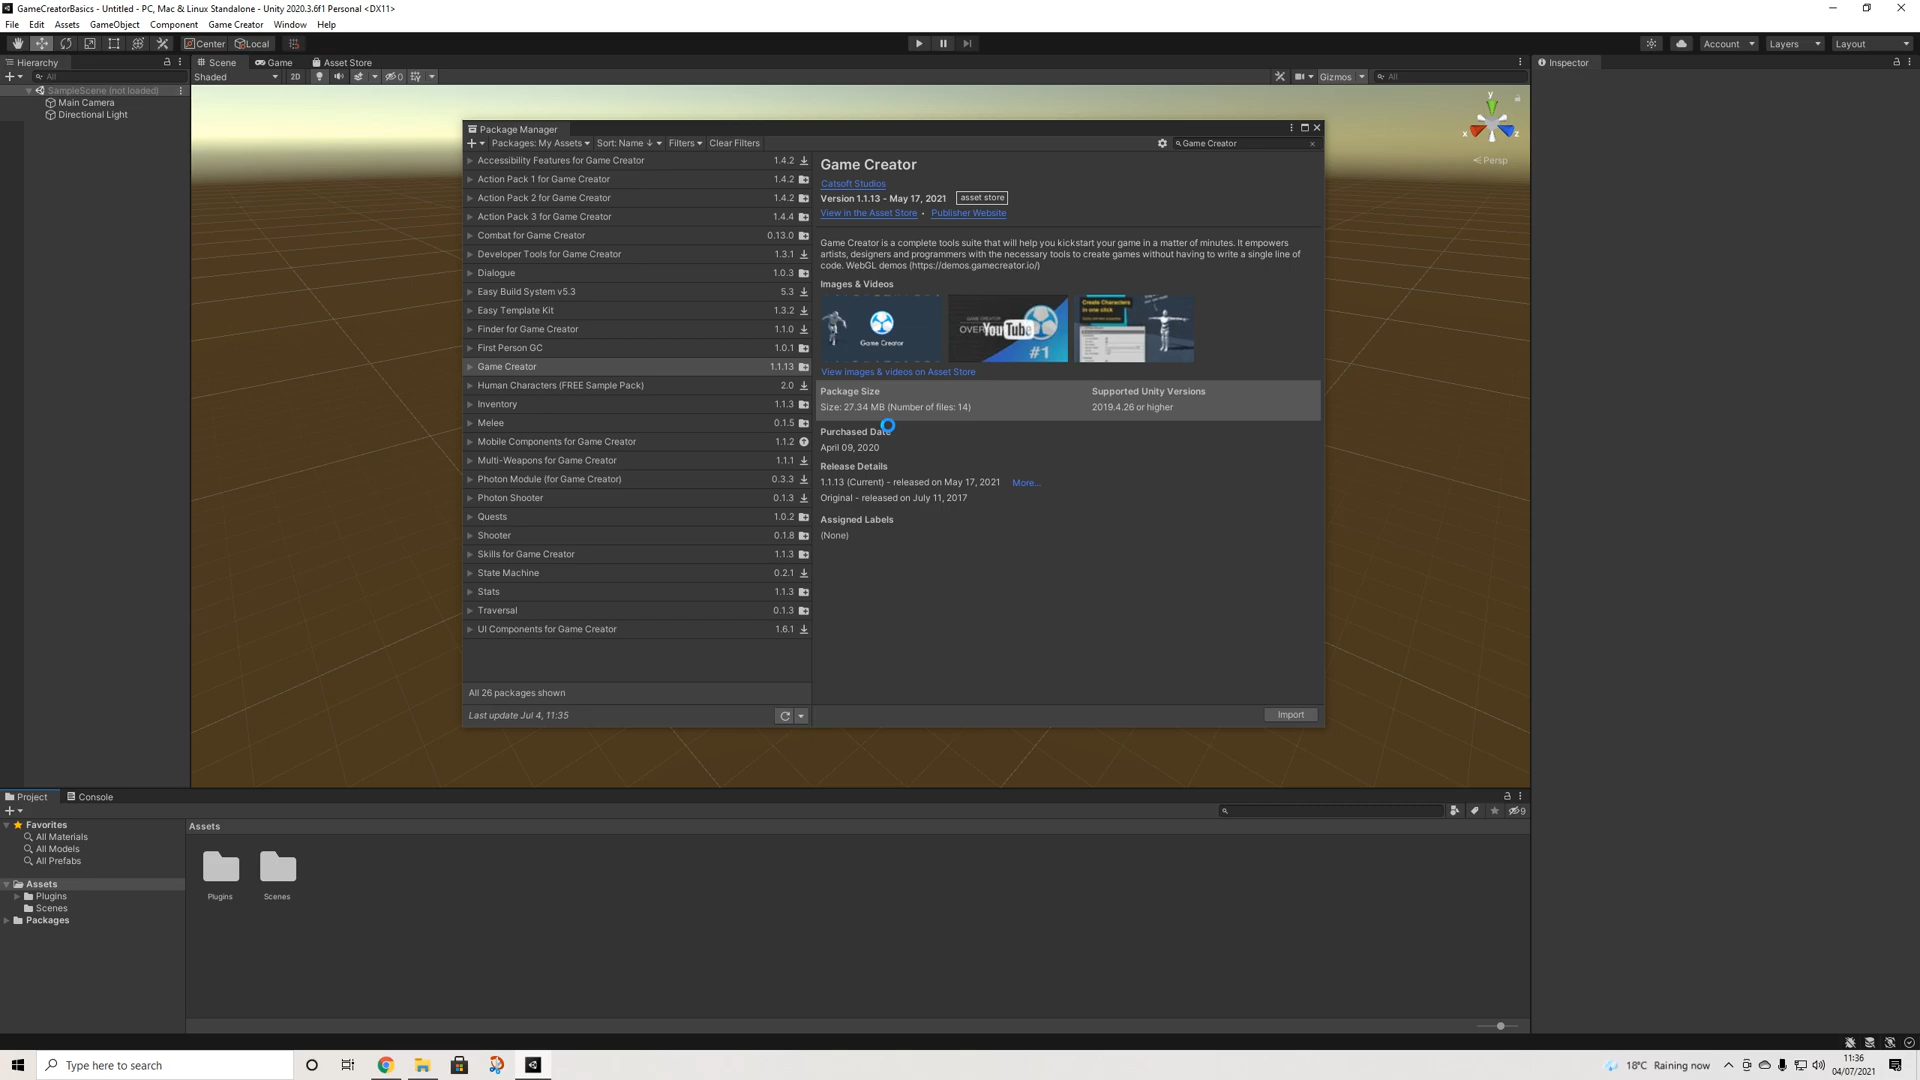 GameCreatorBasics - Untitled - PC, Mac & Linux Standalone - Unity 2020.3.6f1 Personal <DX11>
File Edit Assets GameObject Component Game Creator Window Help
Center Local Account Layers Layout
Hierarchy
All
SampleScene (not loaded)
Main Camera
Directional Light
Scene Game Asset Store
Shaded 2D 0 Gizmos All
y
x z
Persp
Inspector
Package Manager
Packages: My Assets Sort: Name ↓ Filters Clear Filters Game Creator
Accessibility Features for Game Creator 1.4.2
Action Pack 1 for Game Creator 1.4.2
Action Pack 2 for Game Creator 1.4.2
Action Pack 3 for Game Creator 1.4.4
Combat for Game Creator 0.13.0
Developer Tools for Game Creator 1.3.1
Dialogue 1.0.3
Easy Build System v5.3 5.3
Easy Template Kit 1.3.2
Finder for Game Creator 1.1.0
First Person GC 1.0.1
Game Creator 1.1.13
Human Characters (FREE Sample Pack) 2.0
Inventory 1.1.3
Melee 0.1.5
Mobile Components for Game Creator 1.1.2
Multi-Weapons for Game Creator 1.1.1
Photon Module (for Game Creator) 0.3.3
Photon Shooter 0.1.3
Quests 1.0.2
Shooter 0.1.8
Skills for Game Creator 1.1.3
State Machine 0.2.1
Stats 1.1.3
Traversal 0.1.3
UI Components for Game Creator 1.6.1
All 26 packages shown
Last update Jul 4, 11:35
Game Creator
Catsoft Studios
Version 1.1.13 - May 17, 2021 asset store
View in the Asset Store • Publisher Website
Game Creator is a complete tools suite that will help you kickstart your game in a matter of minutes. It empowers
artists, designers and programmers with the necessary tools to create games without having to write a single line of
code. WebGL demos (https://demos.gamecreator.io/)
Images & Videos
Game Creator
GAME CREATOR
OVER
YouTube
#1
Create Characters
in one click
View images & videos on Asset Store
Package Size Supported Unity Versions
Size: 27.34 MB (Number of files: 14) 2019.4.26 or higher
Purchased Date
April 09, 2020
Release Details
1.1.13 (Current) - released on May 17, 2021 More...
Original - released on July 11, 2017
Assigned Labels
(None)
Import
Project Console
9
Favorites
All Materials
All Models
All Prefabs
Assets
Plugins
Scenes
Packages
Assets
Plugins Scenes
Type here to search
18°C Raining now
11:36
04/07/2021